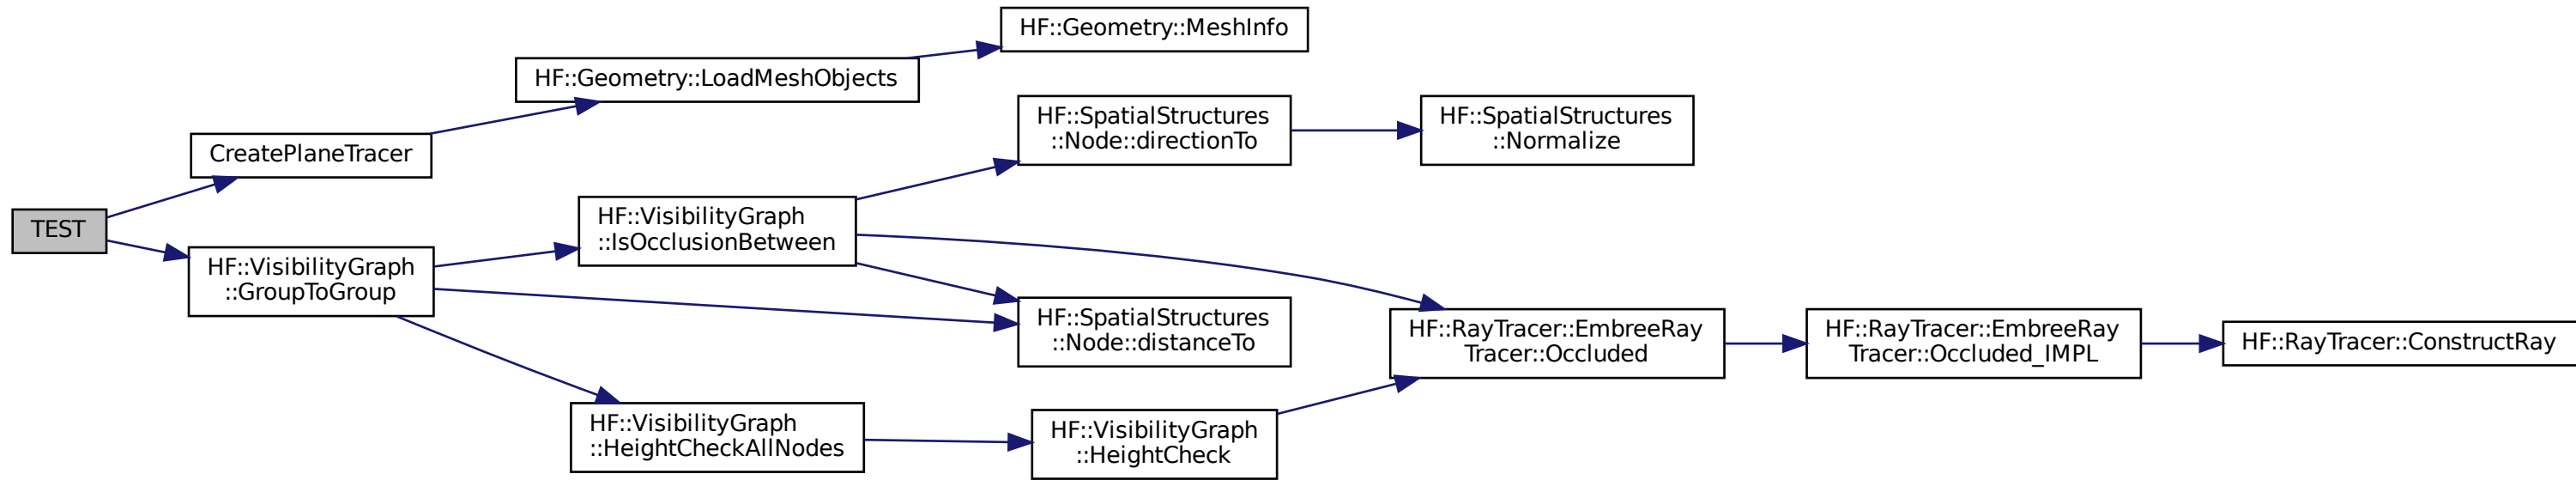 HF::Geometry::MeshInfo
HF::Geometry::LoadMeshObjects
HF::SpatialStructures
::Node::directionTo
HF::SpatialStructures
::Normalize
CreatePlaneTracer
TEST
HF::VisibilityGraph
::IsOcclusionBetween
HF::VisibilityGraph
::GroupToGroup
HF::SpatialStructures
::Node::distanceTo
HF::RayTracer::EmbreeRay
Tracer::Occluded
HF::RayTracer::EmbreeRay
Tracer::Occluded_IMPL
HF::RayTracer::ConstructRay
HF::VisibilityGraph
::HeightCheckAllNodes
HF::VisibilityGraph
::HeightCheck